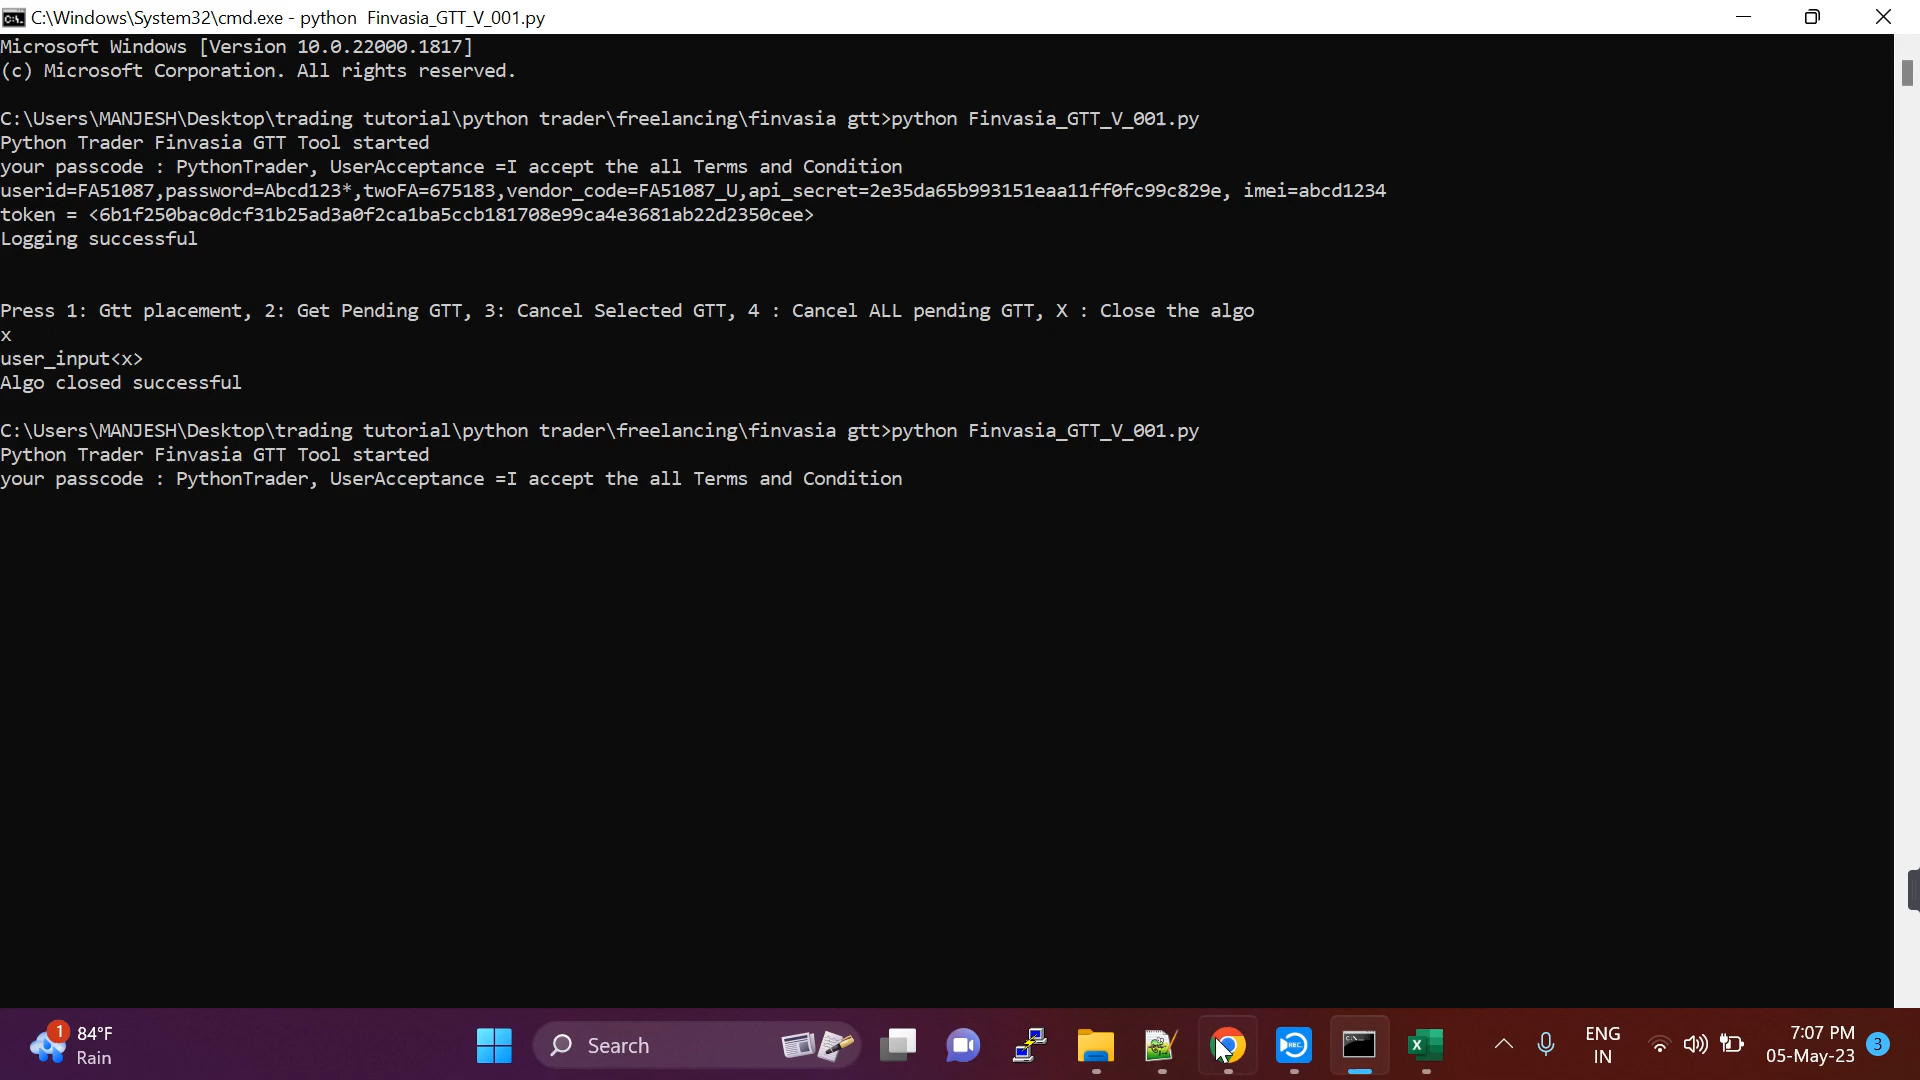 C:\Windows\System32\cmd.exe - python  Finvasia_GTT_V_001.py
Microsoft Windows [Version 10.0.22000.1817]
(c) Microsoft Corporation. All rights reserved.
C:\Users\MANJESH\Desktop\trading tutorial\python trader\freelancing\finvasia gtt>python Finvasia_GTT_V_001.py
Python Trader Finvasia GTT Tool started
your passcode : PythonTrader, UserAcceptance =I accept the all Terms and Condition
userid=FA51087,password=Abcd123*,twoFA=675183,vendor_code=FA51087_U,api_secret=2e35da65b993151eaa11ff0fc99c829e, imei=abcd1234
token = <6b1f250bac0dcf31b25ad3a0f2ca1ba5ccb181708e99ca4e3681ab22d2350cee>
Logging successful
Press 1: Gtt placement, 2: Get Pending GTT, 3: Cancel Selected GTT, 4 : Cancel ALL pending GTT, X : Close the algo
x
user_input<x>
Algo closed successful
C:\Users\MANJESH\Desktop\trading tutorial\python trader\freelancing\finvasia gtt>python Finvasia_GTT_V_001.py
Python Trader Finvasia GTT Tool started
your passcode : PythonTrader, UserAcceptance =I accept the all Terms and Condition
1
84°F
Rain
Search
REC
ENG
IN
7:07 PM
05-May-23
3